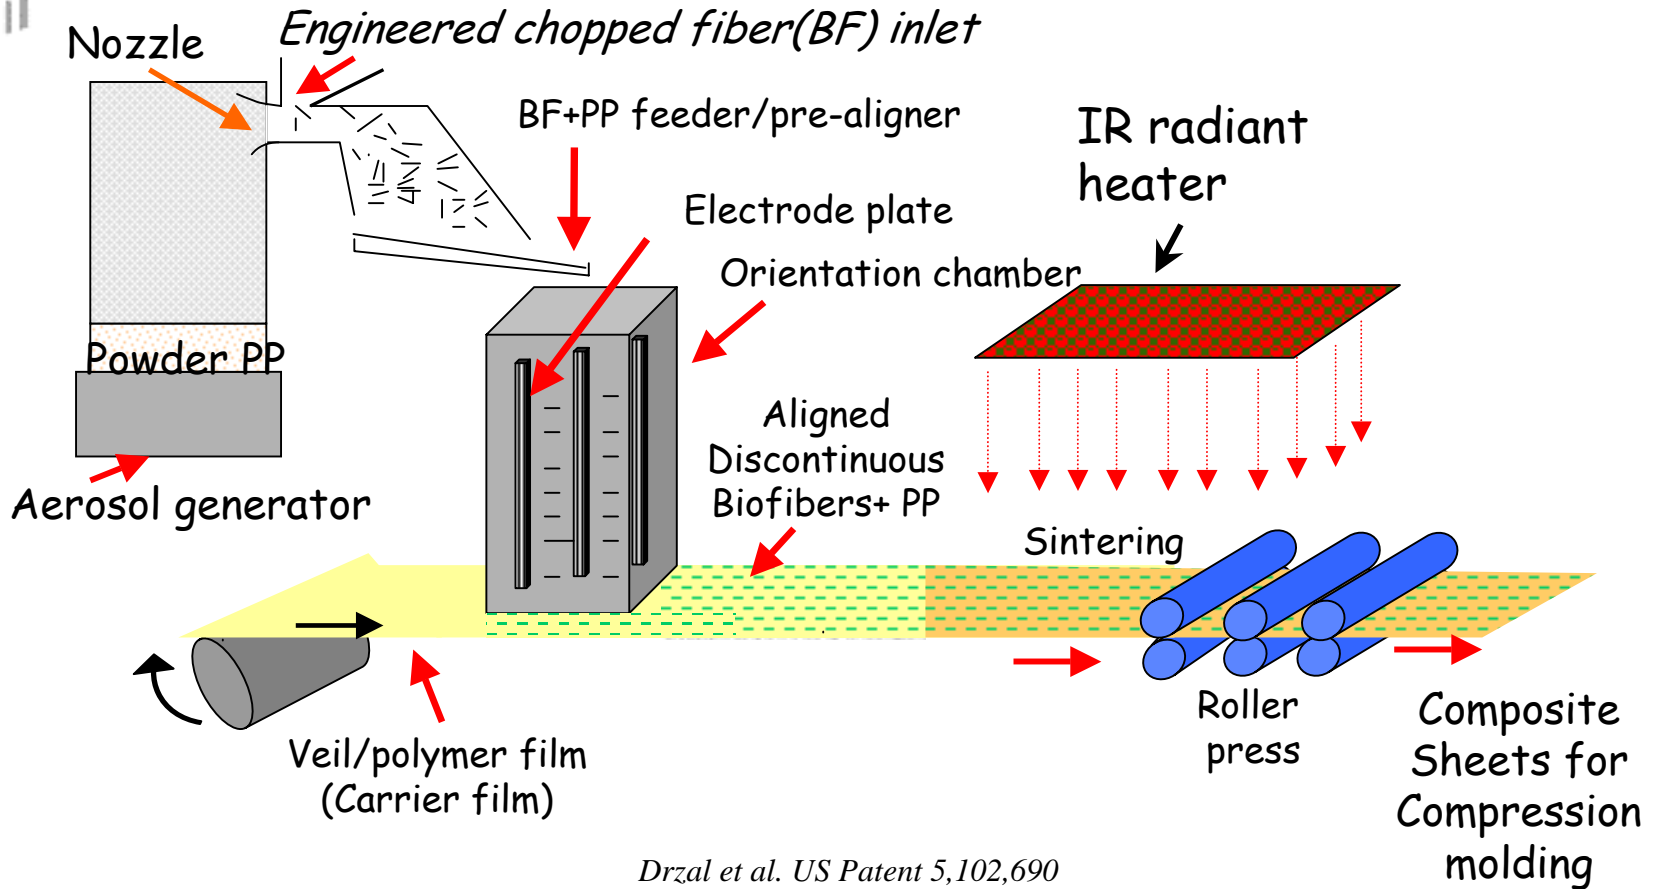 Nozzle
Engineered chopped fiber(BF) inlet
BF+PP feeder/pre-aligner
IR radiant
heater
Electrode plate
Orientation chamber
Powder PP
Aligned
Discontinuous
Biofibers+ PP
Aerosol generator
Sintering
Roller
press
Veil/polymer film
(Carrier film)
Composite
Sheets for
Compression
molding
Drzal et al. US Patent 5,102,690